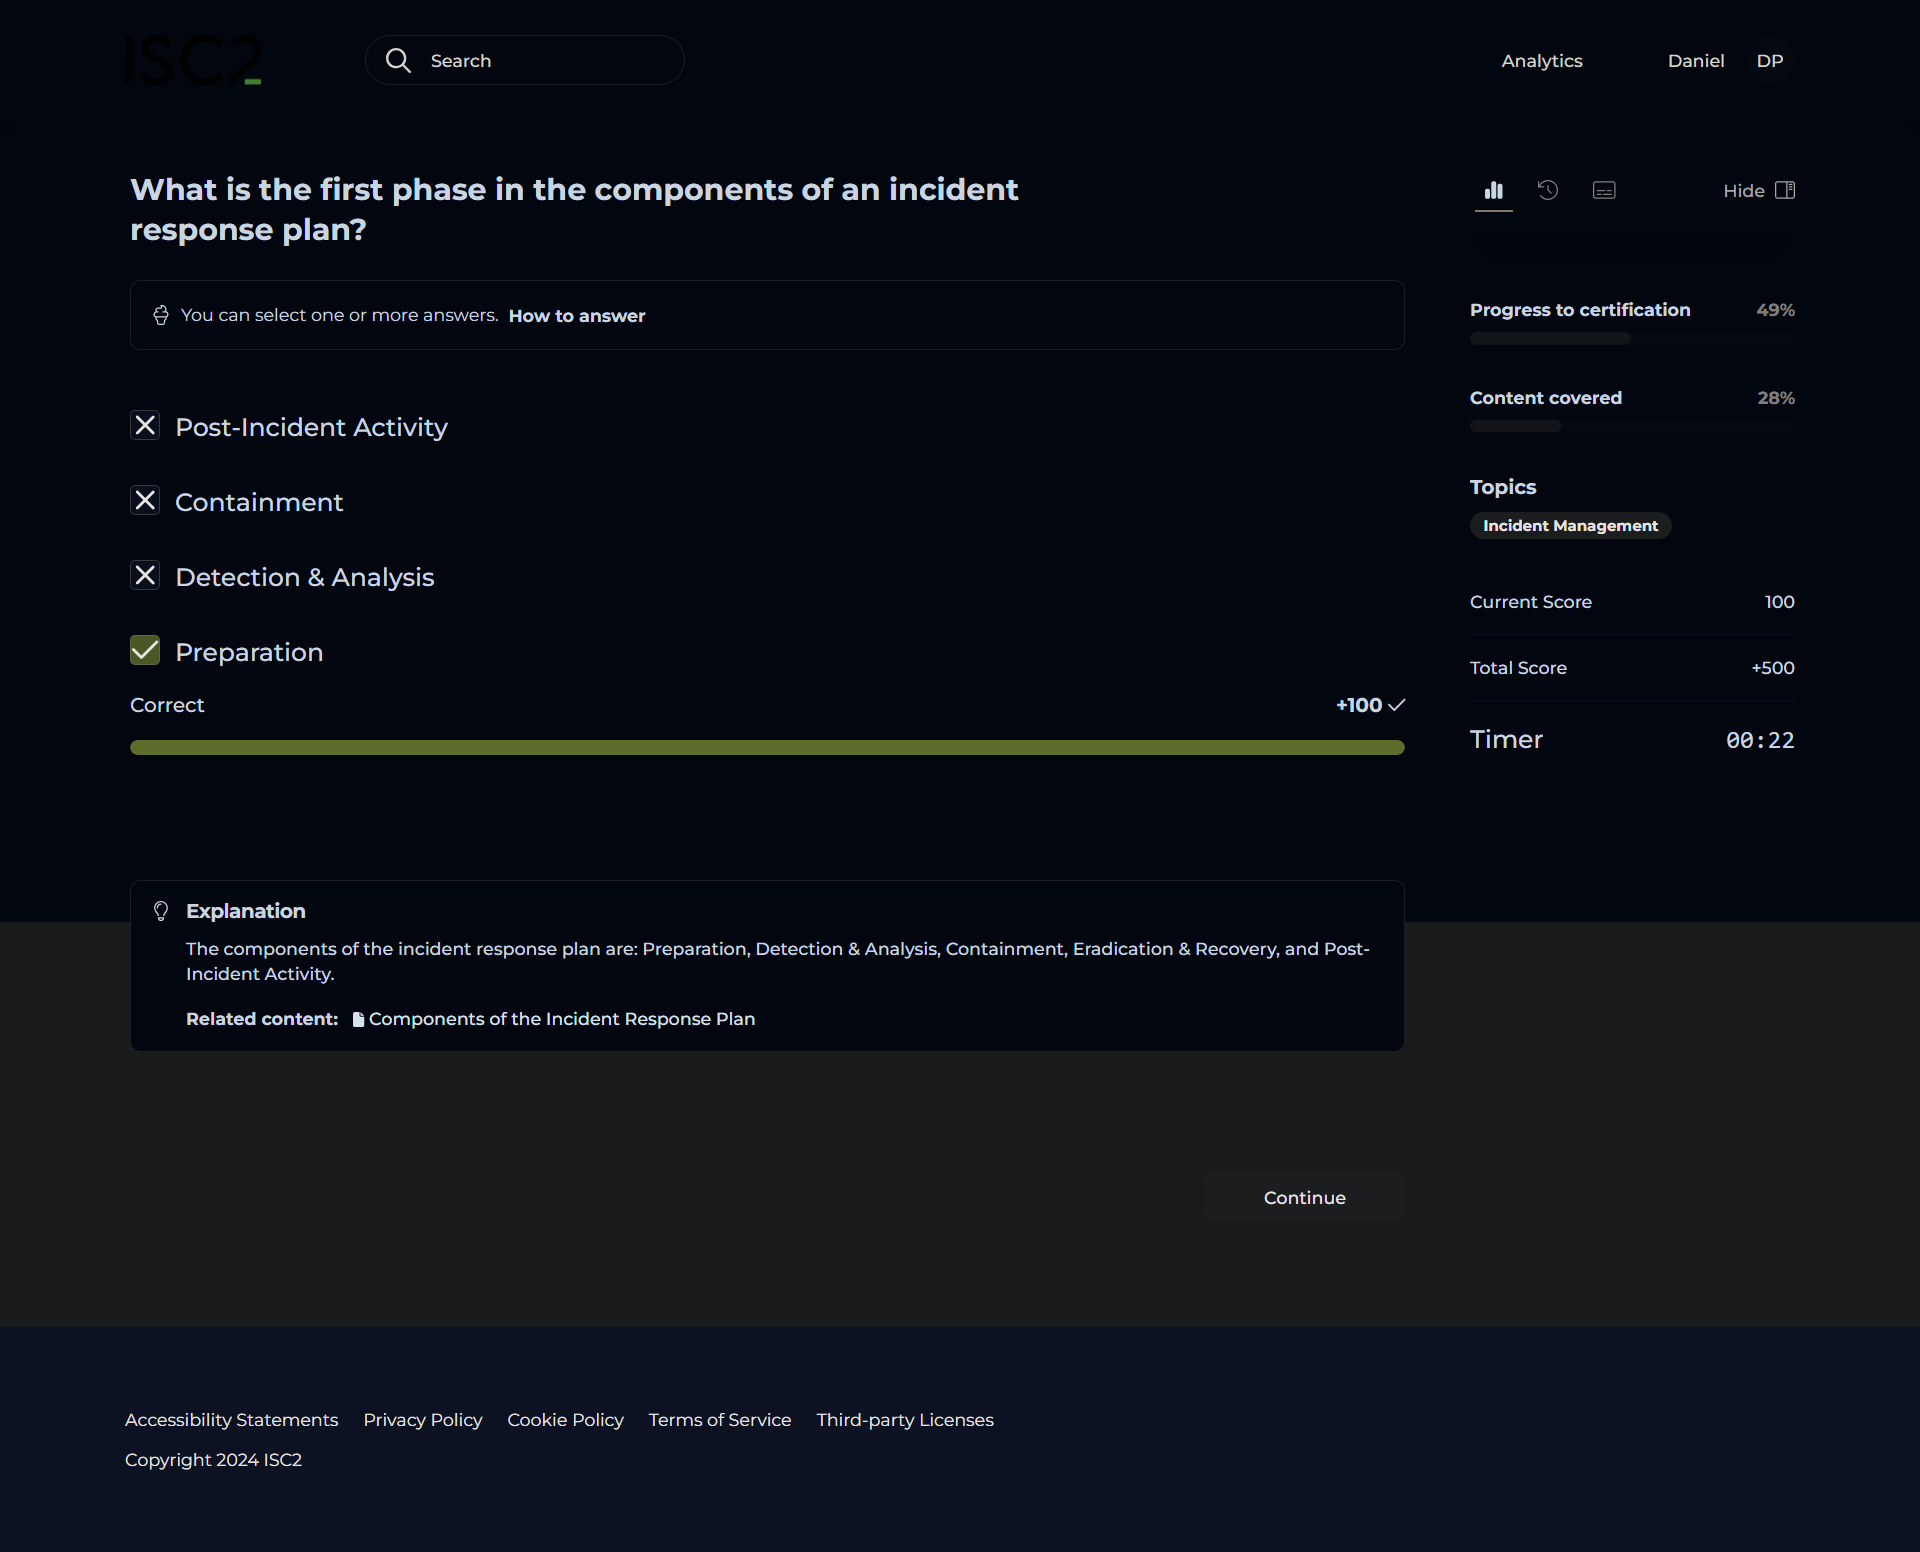 ISC2
Search
Analytics
Daniel
DP
What is the first phase in the components of an incident
response plan?
You can select one or more answers. How to answer
Post-Incident Activity
Containment
Detection & Analysis
Preparation
Correct
+100
Explanation
The components of the incident response plan are: Preparation, Detection & Analysis, Containment, Eradication & Recovery, and Post-
Incident Activity.
Related content: Components of the Incident Response Plan
Continue
Hide
Progress to certification 49%
Content covered 28%
Topics
Incident Management
Current Score 100
Total Score +500
Timer 00:22
Accessibility Statements Privacy Policy Cookie Policy Terms of Service Third-party Licenses
Copyright 2024 ISC2